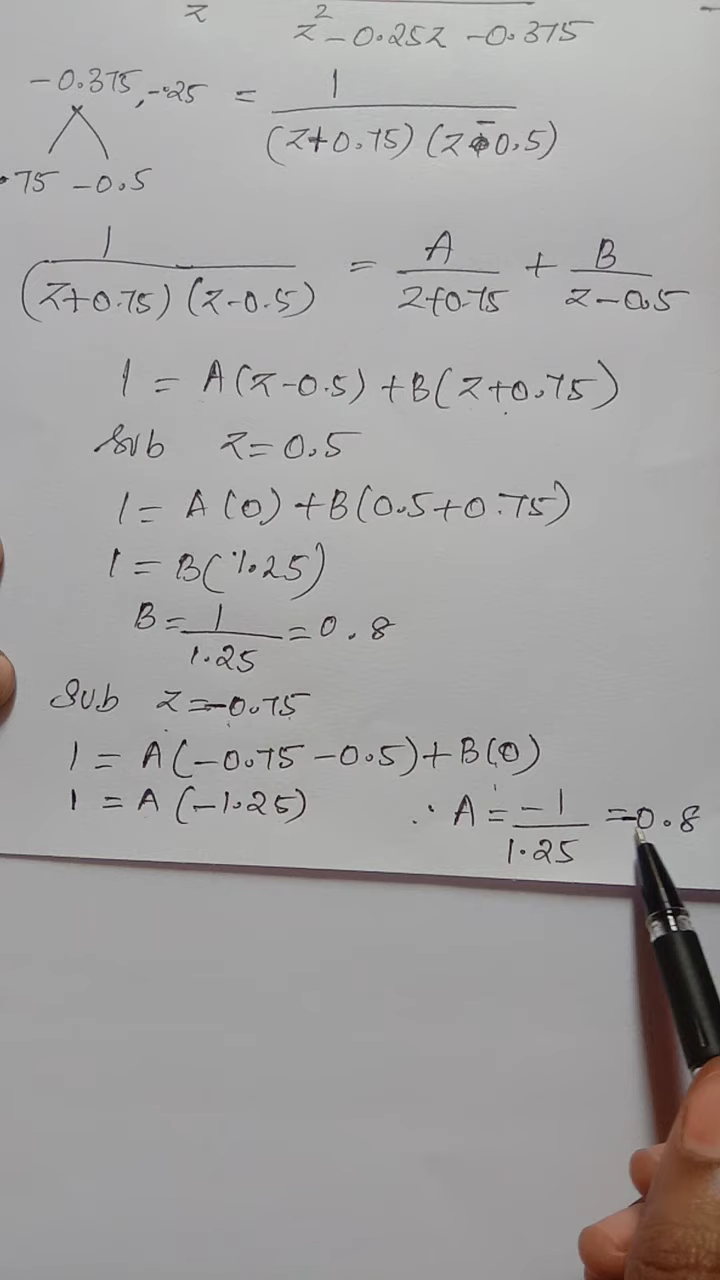 z
z² - 0.25z - 0.375
-0.375, -.25 = 1 / (z+0.75)(z-0.5)
.75 -0.5
1 / (z+0.75)(z-0.5) = A / z+0.75 + B / z-0.5
1 = A(z-0.5) + B(z+0.75)
Sub z = 0.5
1 = A(0) + B(0.5+0.75)
1 = B(1.25)
B = 1 / 1.25 = 0.8
Sub z = -0.75
1 = A(-0.75 - 0.5) + B(0)
1 = A(-1.25) ∴ A = -1 / 1.25 = -0.8